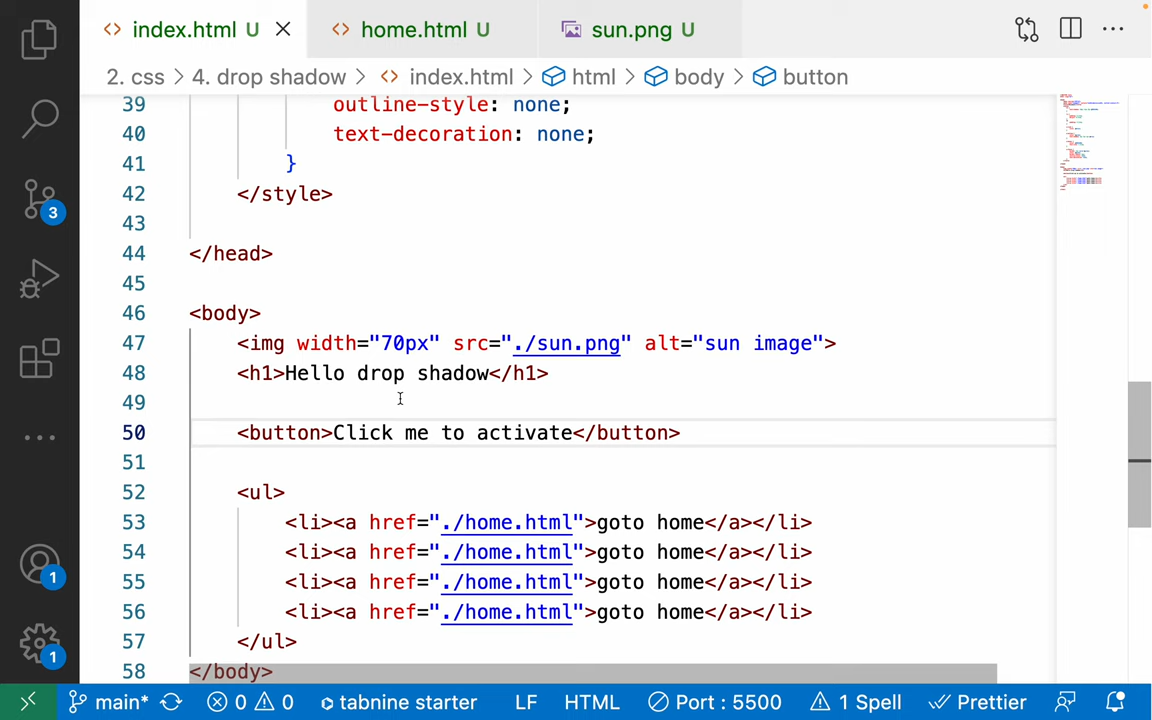 index.html U
home.html U
sun.png U
2. css > 4. drop shadow > index.html > html > body > button
39 outline-style: none;
40 text-decoration: none;
41 }
42 </style>
43
44 </head>
45
46 <body>
47 <img width="70px" src="./sun.png" alt="sun image">
48 <h1>Hello drop shadow</h1>
49
50 <button>Click me to activate</button>
51
52 <ul>
53 <li><a href="./home.html">goto home</a></li>
54 <li><a href="./home.html">goto home</a></li>
55 <li><a href="./home.html">goto home</a></li>
56 <li><a href="./home.html">goto home</a></li>
57 </ul>
58 </body>
3
1
1
main* 0 0 tabnine starter LF HTML Port : 5500 1 Spell Prettier